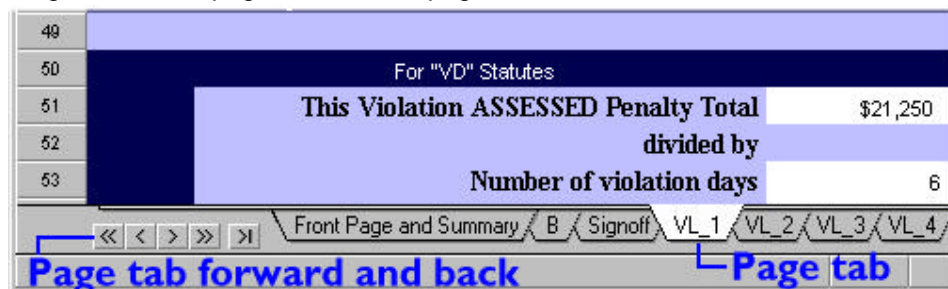 49
50 For "VD" Statutes
51 This Violation ASSESSED Penalty Total $21,250
52 divided by
53 Number of violation days 6
Front Page and Summary B Signoff VL_1 VL_2 VL_3 VL_4
Page tab forward and back Page tab